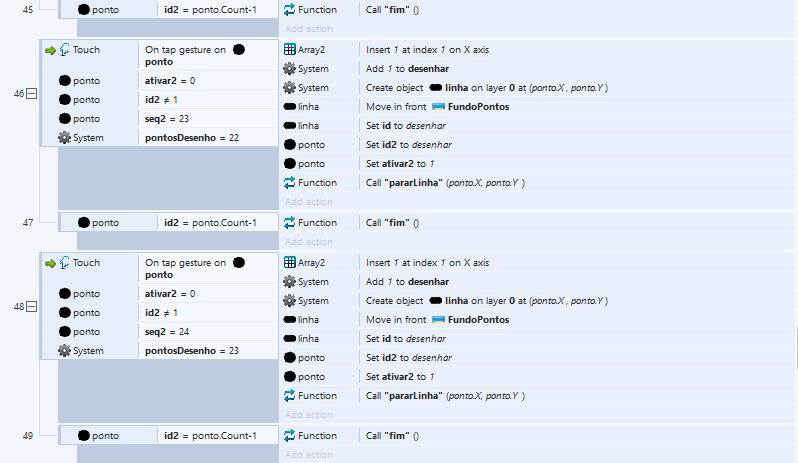 45 ponto id2 = ponto.Count-1 Function Call "fim" ()
Add action
46 Touch On tap gesture on ponto Array2 Insert 1 at index 1 on X axis
System Add 1 to desenhar
ponto ativar2 = 0 System Create object linha on layer 0 at (ponto.X, ponto.Y )
ponto id2 ≠ 1 linha Move in front FundoPontos
ponto seq2 = 23 linha Set id to desenhar
System pontosDesenho = 22 ponto Set id2 to desenhar
ponto Set ativar2 to 1
Function Call "pararLinha" (ponto.X, ponto.Y )
Add action
47 ponto id2 = ponto.Count-1 Function Call "fim" ()
Add action
48 Touch On tap gesture on ponto Array2 Insert 1 at index 1 on X axis
System Add 1 to desenhar
ponto ativar2 = 0 System Create object linha on layer 0 at (ponto.X, ponto.Y )
ponto id2 ≠ 1 linha Move in front FundoPontos
ponto seq2 = 24 linha Set id to desenhar
System pontosDesenho = 23 ponto Set id2 to desenhar
ponto Set ativar2 to 1
Function Call "pararLinha" (ponto.X, ponto.Y )
Add action
49 ponto id2 = ponto.Count-1 Function Call "fim" ()
Add action